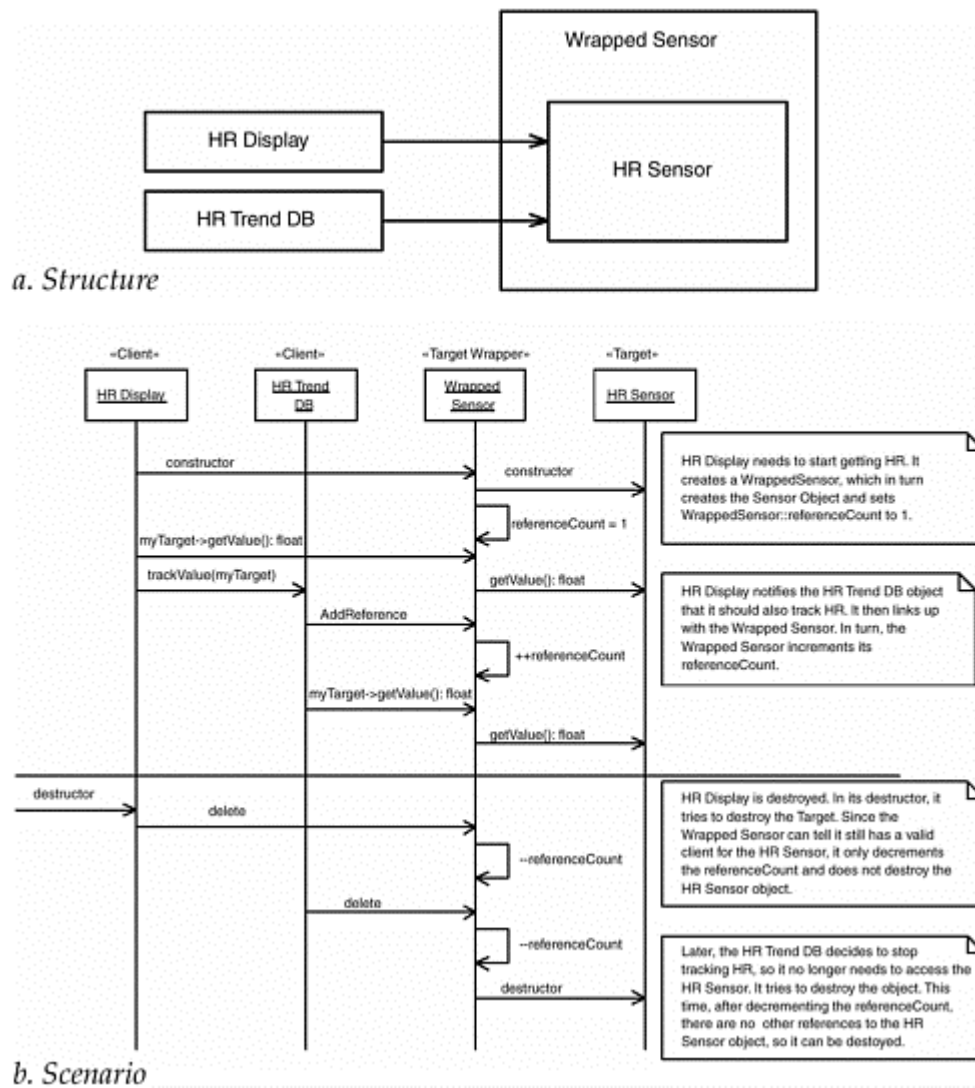 Wrapped Sensor
HR Display
HR Sensor
HR Trend DB
a. Structure
«Client»
«Client»
«Target Wrapper»
«Target»
HR Display
HR Trend
DB
Wrapped
Sensor
HR Sensor
constructor
constructor
HR Display needs to start getting HR. It
creates a WrappedSensor, which in turn
creates the Sensor Object and sets
WrappedSensor::referenceCount to 1.
referenceCount = 1
myTarget->getValue(): float
trackValue(myTarget)
getValue(): float
HR Display notifies the HR Trend DB object
that it should also track HR. It then links up
with the Wrapped Sensor. In turn, the
Wrapped Sensor increments its
referenceCount.
AddReference
++referenceCount
myTarget->getValue(): float
getValue(): float
destructor
delete
HR Display is destroyed. In its destructor, it
tries to destroy the Target. Since the
Wrapped Sensor can tell it still has a valid
client for the HR Sensor, it only decrements
the referenceCount and does not destroy the
HR Sensor object.
--referenceCount
delete
--referenceCount
destructor
Later, the HR Trend DB decides to stop
tracking HR, so it no longer needs to access the
HR Sensor. It tries to destroy the object. This
time, after decrementing the referenceCount,
there are no other references to the HR
Sensor object, so it can be destoyed.
b. Scenario